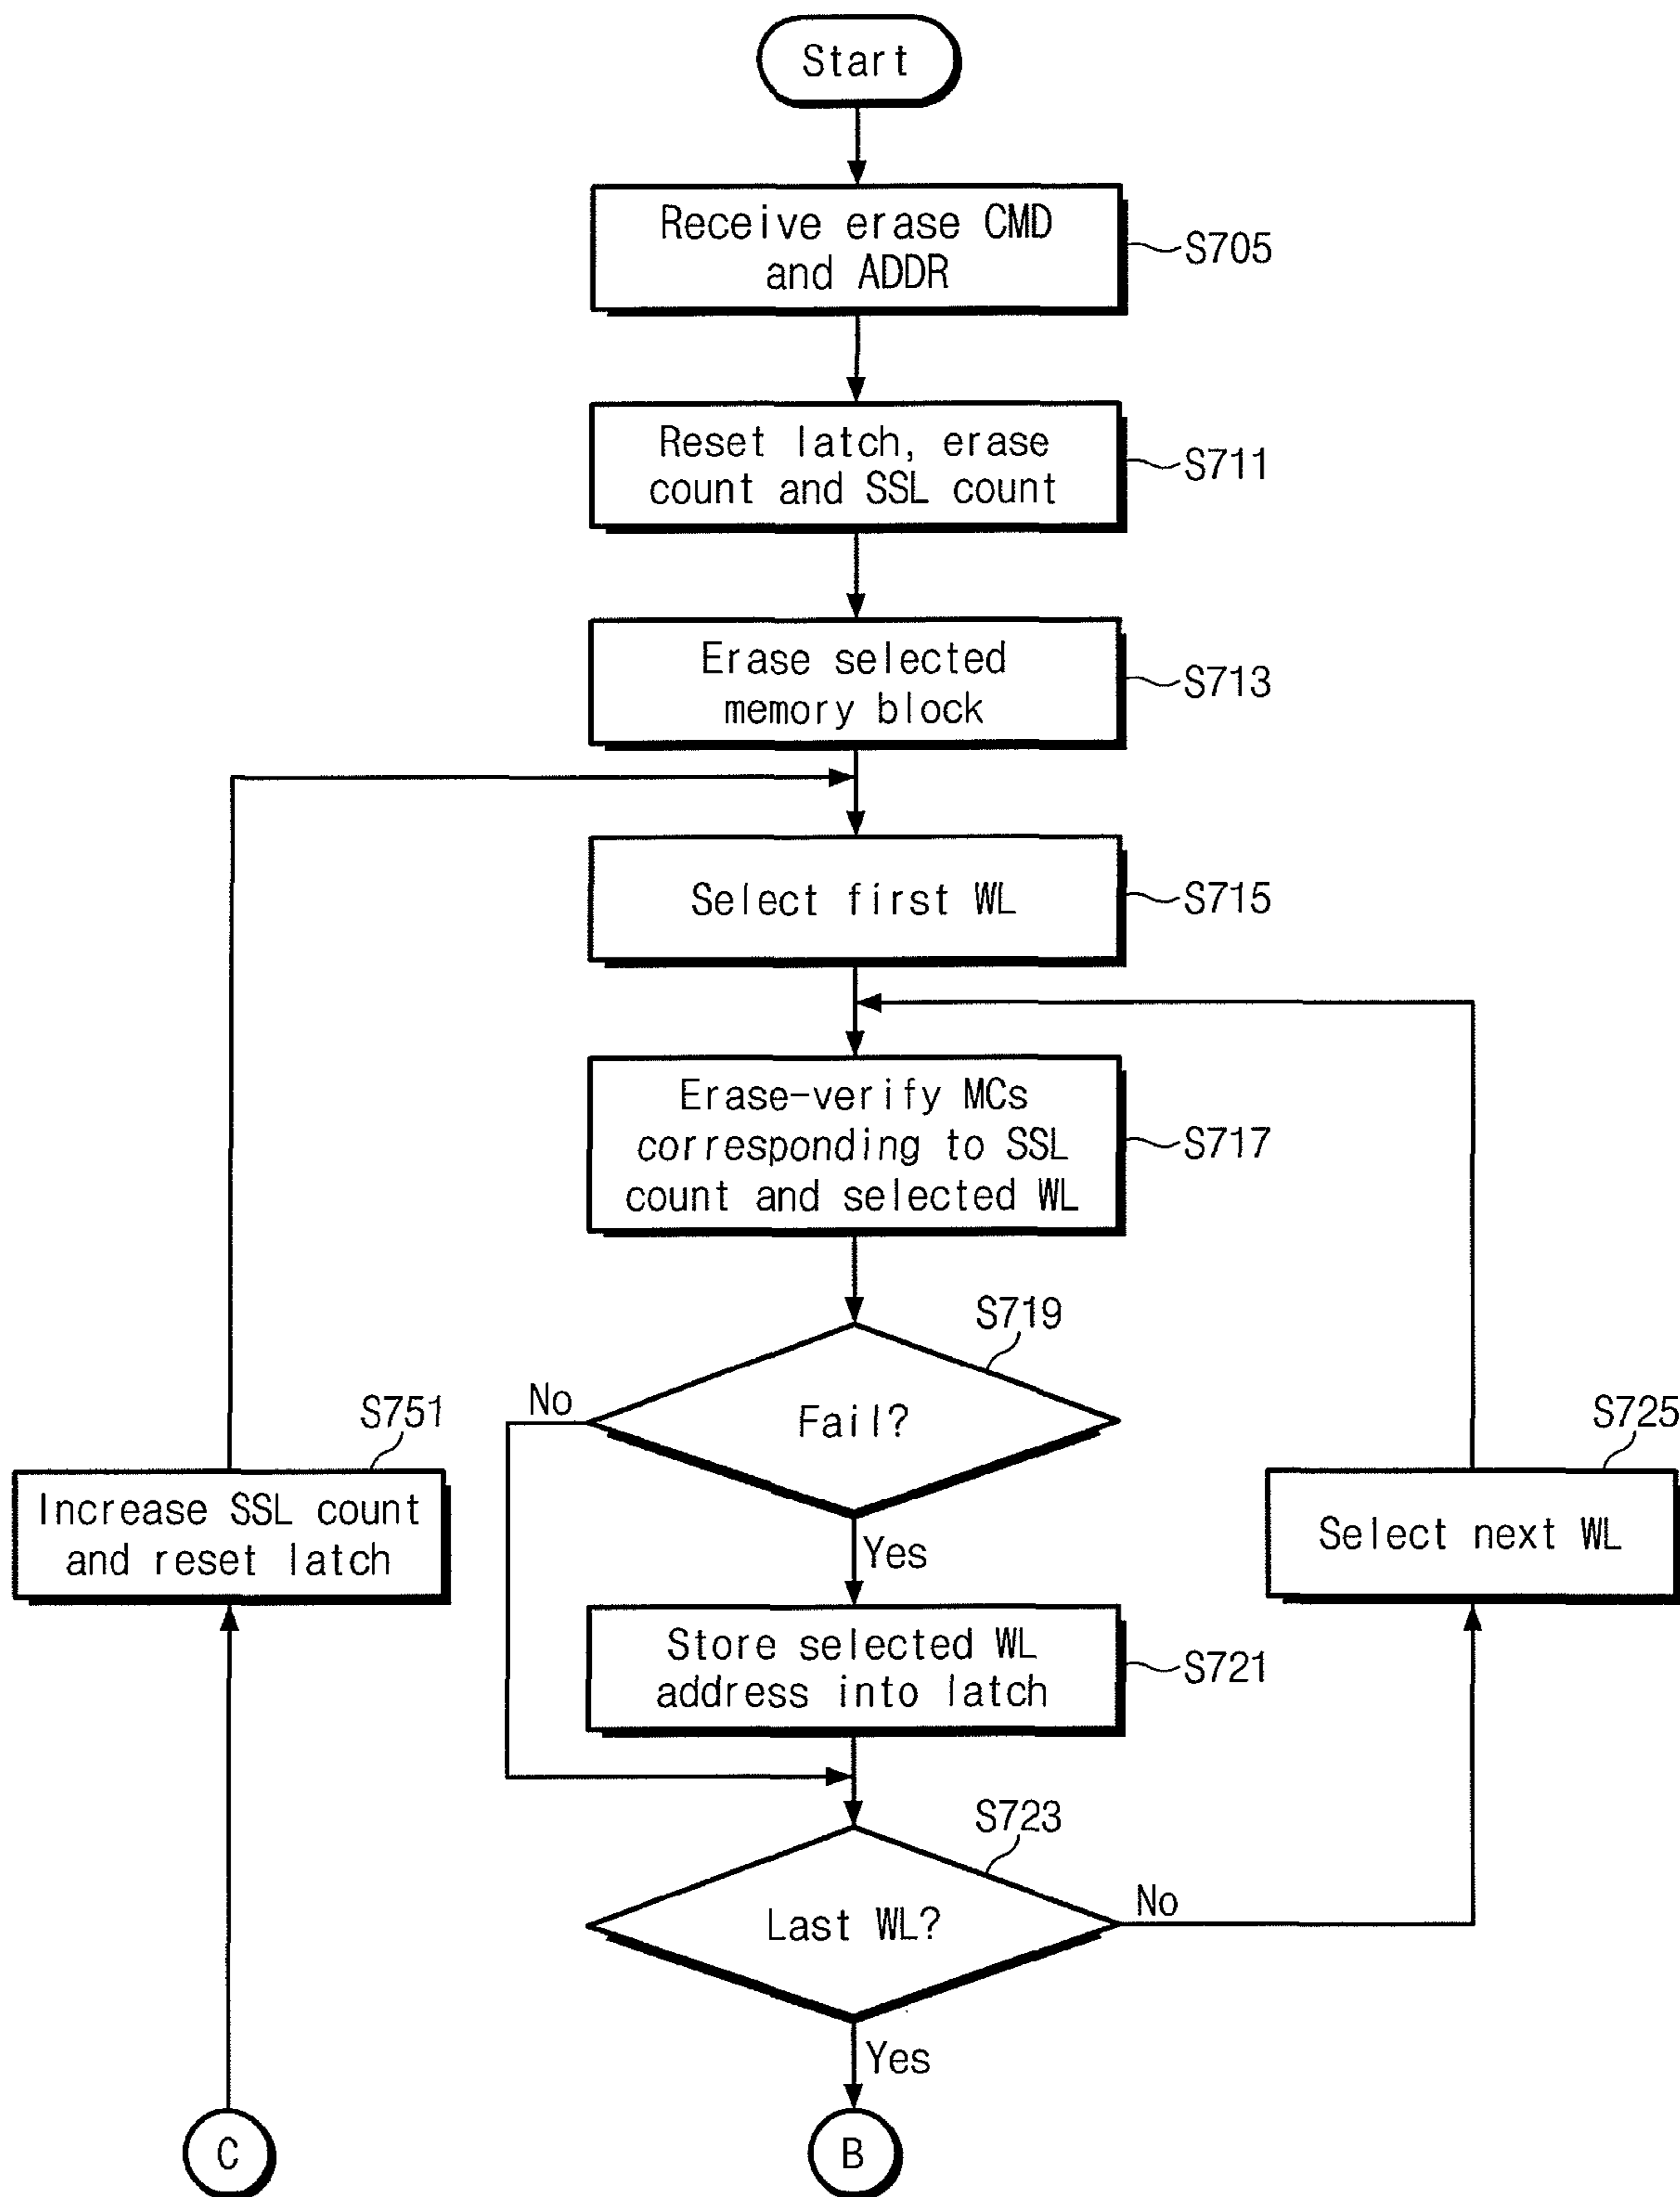 Start
Receive erase CMD
and ADDR
S705
Reset latch, erase
count and SSL count
S711
Erase selected
memory block
S713
Select first WL
S715
Erase-verify MCs
corresponding to SSL
count and selected WL
S717
S719
Fail?
No
Yes
S751
Increase SSL count
and reset latch
S725
Select next WL
Store selected WL
address into latch
S721
S723
Last WL?
No
Yes
C
B